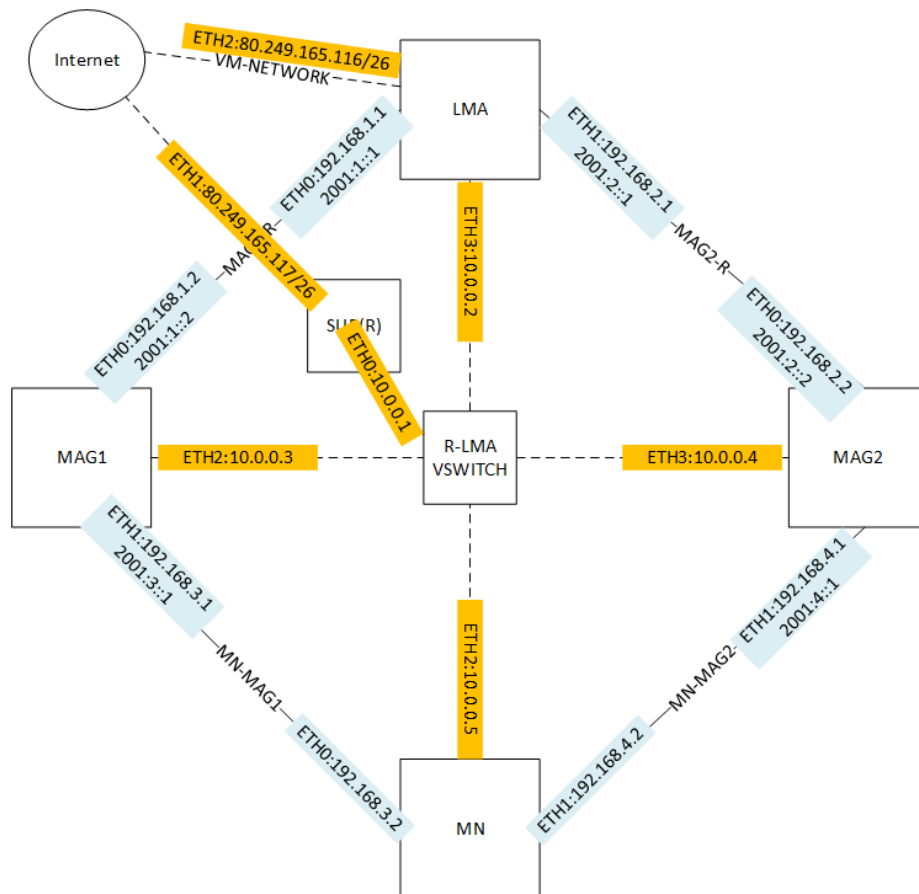 Internet
ETH2:80.249.165.116/26
VM-NETWORK
LMA
ETH0:192.168.1.1
2001:1::1
ETH1:192.168.2.1
2001:2::1
ETH1:80.249.165.117/26
ETH3:10.0.0.2
MAG2-R
ETH0:192.168.1.2
2001:1::2
ETH0:10.0.0.1
ETH0:192.168.2.2
2001:2::2
MAG1
ETH2:10.0.0.3
R-LMA
VSWITCH
ETH3:10.0.0.4
MAG2
ETH1:192.168.3.1
2001:3::1
ETH1:192.168.4.1
2001:4::1
MN-MAG1
ETH2:10.0.0.5
MN-MAG2
ETH0:192.168.3.2
ETH1:192.168.4.2
MN